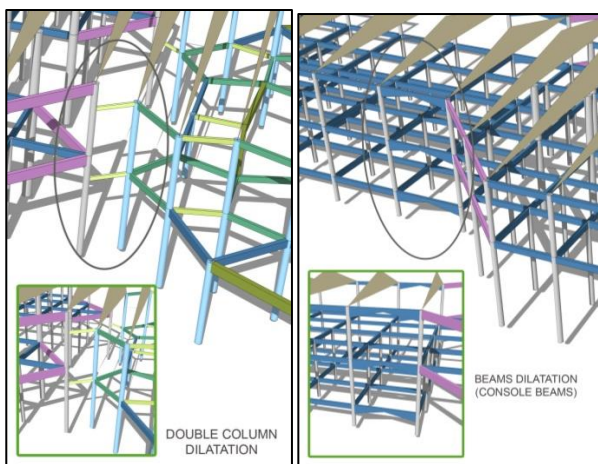 DOUBLE COLUMN
DILATATION
BEAMS DILATATION
(CONSOLE BEAMS)